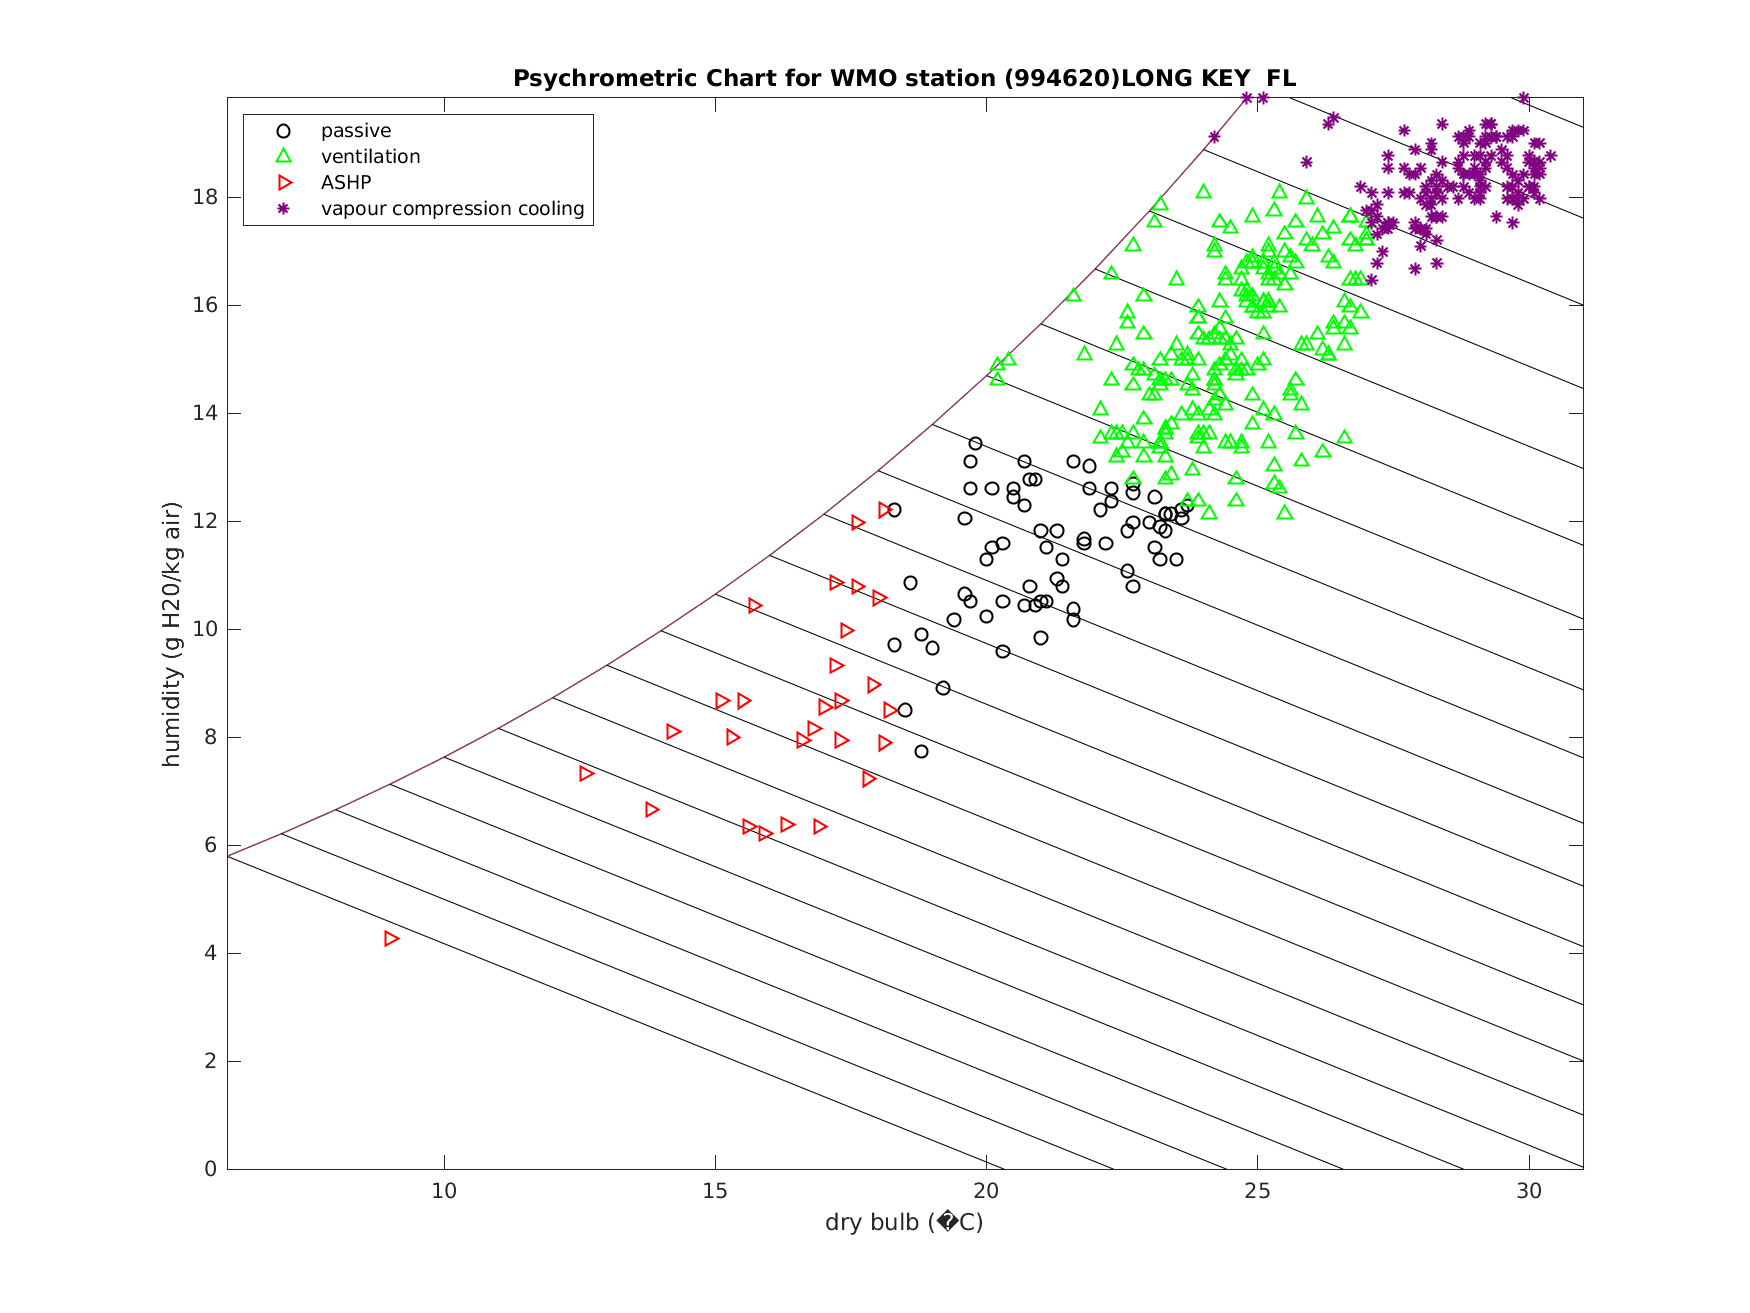 Psychrometric Chart for WMO station (994620)LONG KEY  FL
passive
ventilation
ASHP
vapour compression cooling
humidity (g H20/kg air)
18
16
14
12
10
8
6
4
2
0
10 15 20 25 30
dry bulb (�C)